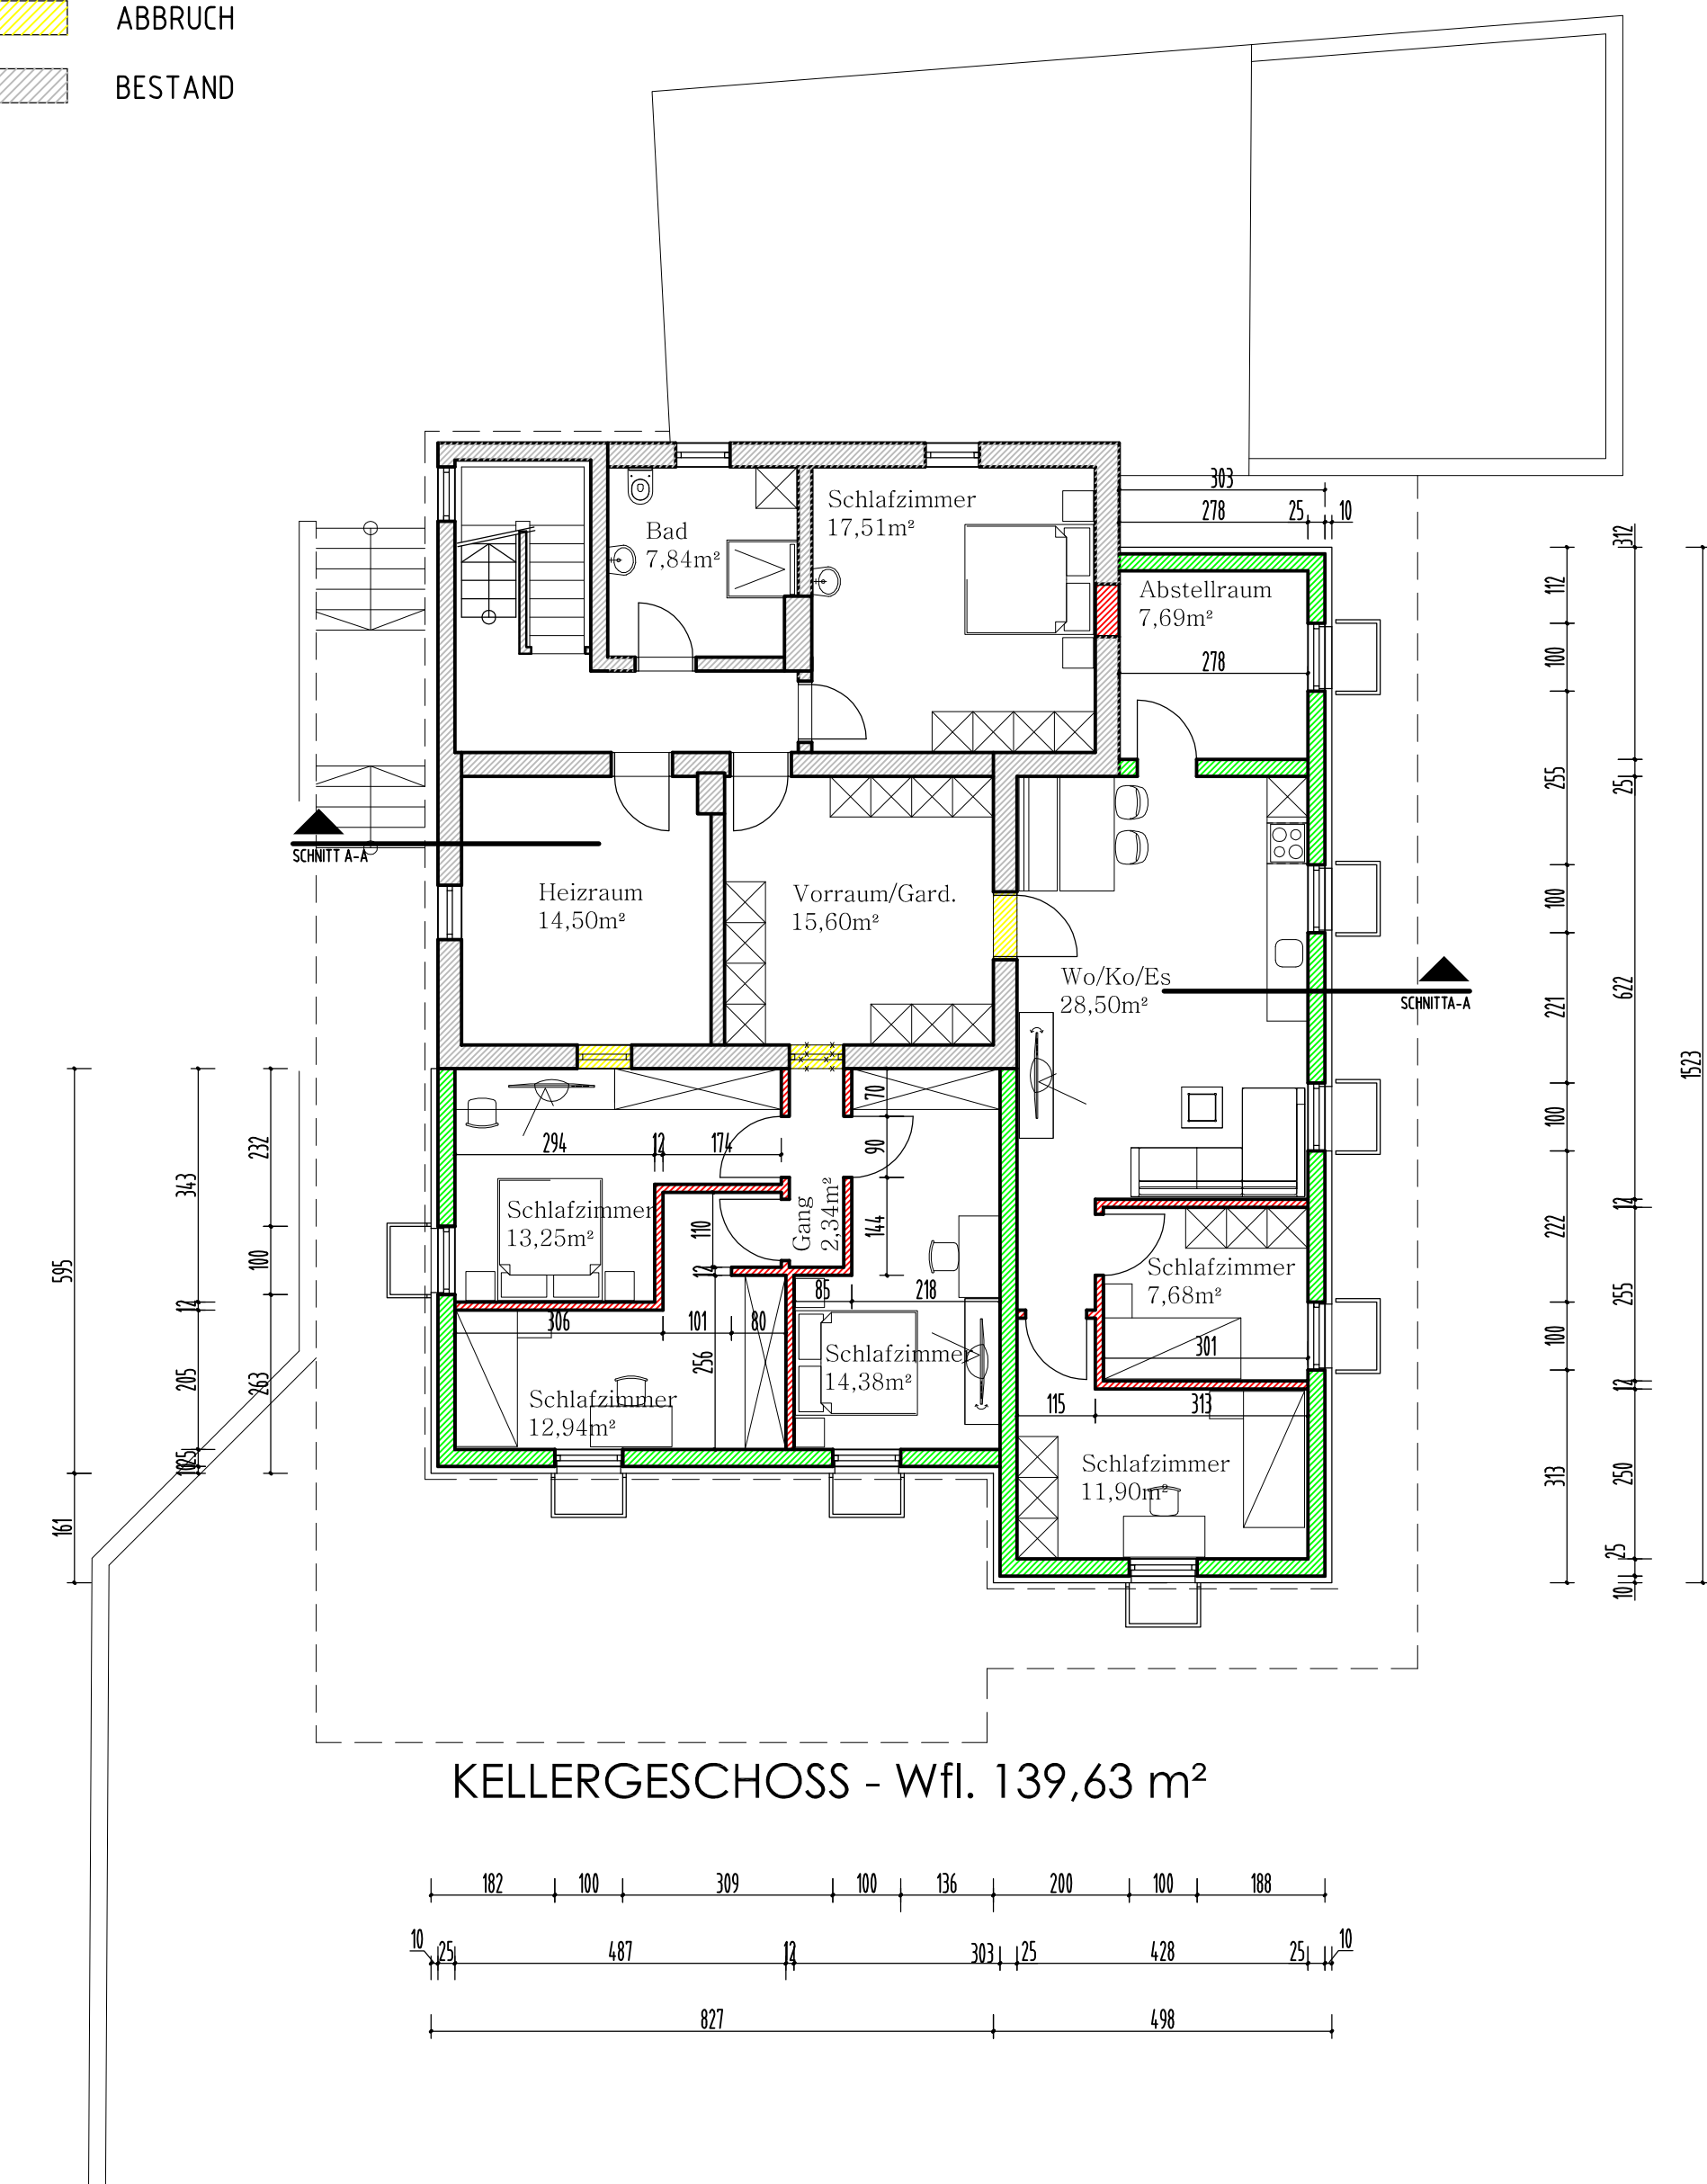 ABBRUCH
BESTAND
303
278
25
10
Schlafzimmer
17,51m²
Bad
7,84m²
Abstellraum
7,69m²
278
312
112
100
255
25
1523
SCHNITT A-A
Heizraum
14,50m²
Vorraum/Gard.
15,60m²
100
Wo/Ko/Es
28,50m²
SCHNITTA-A
622
221
100
595
343
232
294
12
174
70
90
Schlafzimmer
13,25m²
110
Gang
2,34m²
144
12
222
100
12
12
85
218
Schlafzimmer
7,68m²
255
306
101
80
100
301
205
263
256
Schlafzimmer
14,38m²
12
Schlafzimmer
12,94m²
115
313
Schlafzimmer
11,90m²
313
250
10
25
161
25
10
KELLERGESCHOSS - Wfl. 139,63 m²
182
100
309
100
136
200
100
188
10
25
487
12
303
25
428
25
10
827
498